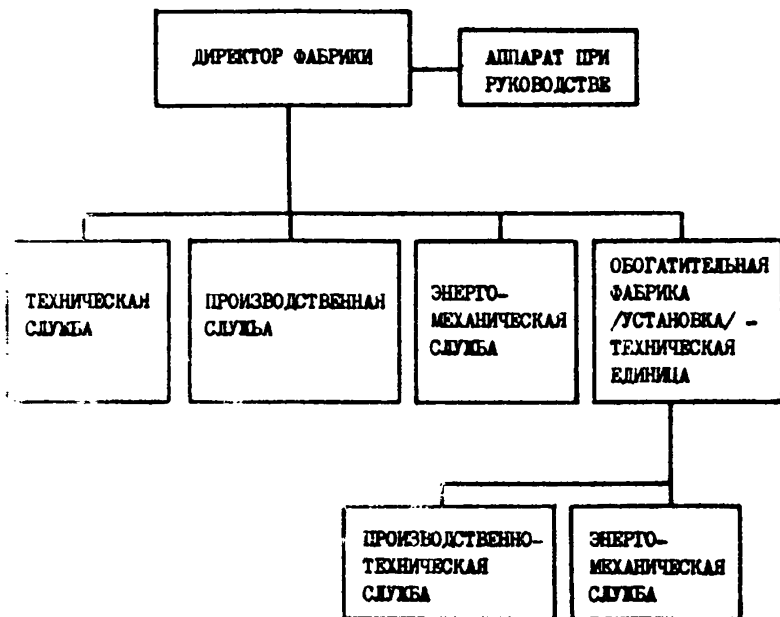 ДИРЕКТОР ФАБРИКИ
АППАРАТ ПРИ
РУКОВОДСТВЕ
ТЕХНИЧЕСКАЯ
СЛУЖБА
ПРОИЗВОДСТВЕННАЯ
СЛУЖБА
ЭНЕРГО-
МЕХАНИЧЕСКАЯ
СЛУЖБА
ОБОГАТИТЕЛЬНАЯ
ФАБРИКА
/УСТАНОВКА/ -
ТЕХНИЧЕСКАЯ
ЕДИНИЦА
ПРОИЗВОДСТВЕННО-
ТЕХНИЧЕСКАЯ
СЛУЖБА
ЭНЕРГО-
МЕХАНИЧЕСКАЯ
СЛУЖБА